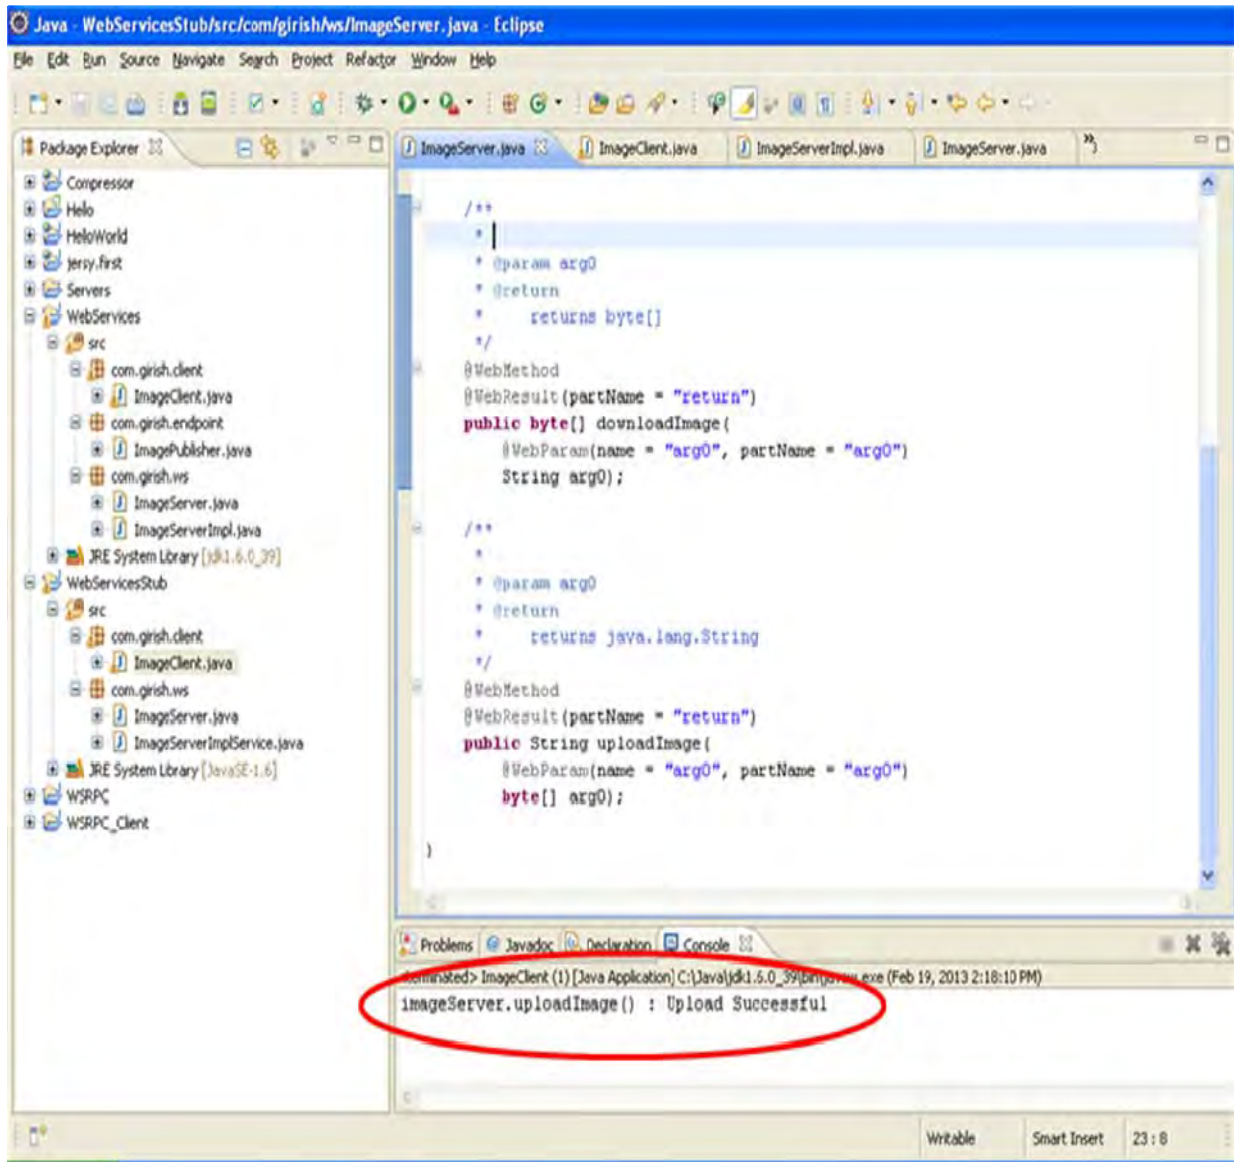 Java - WebServicesStub/src/com/girish/ws/ImageServer.java - Eclipse
File Edit Run Source Navigate Search Project Refactor Window Help
Package Explorer
ImageServer.java ImageClient.java ImageServerImpl.java ImageServer.java
Compressor
Helo
HeloWorld
jersy.first
Servers
WebServices
src
com.girish.client
ImageClient.java
com.girish.endpoint
ImagePublisher.java
com.girish.ws
ImageServer.java
ImageServerImpl.java
JRE System Library [jdk1.6.0_39]
WebServicesStub
src
com.girish.client
ImageClient.java
com.girish.ws
ImageServer.java
ImageServerImplService.java
JRE System Library [JavaSE-1.6]
WSRPC
WSRPC_Client
/**
*
* @param arg0
* @return
* returns byte[]
*/
@WebMethod
@WebResult(partName = "return")
public byte[] downloadImage(
@WebParam(name = "arg0", partName = "arg0")
String arg0);
/**
*
* @param arg0
* @return
* returns java.lang.String
*/
@WebMethod
@WebResult(partName = "return")
public String uploadImage(
@WebParam(name = "arg0", partName = "arg0")
byte[] arg0);
}
Problems Javadoc Declaration Console
<terminated> ImageClient (1) [Java Application] C:\Java\jdk1.6.0_39\bin\javaw.exe (Feb 19, 2013 2:18:10 PM)
imageServer.uploadImage() : Upload Successful
Writable Smart Insert 23 : 8